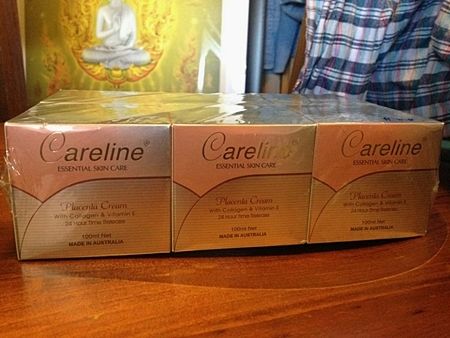 Careline®
ESSENTIAL SKIN CARE
Placenta Cream
With Collagen & Vitamin E
24 Hour Time Release
100ml Net
MADE IN AUSTRALIA
Careline®
ESSENTIAL SKIN CARE
Placenta Cream
With Collagen & Vitamin E
24 Hour Time Release
100ml Net
MADE IN AUSTRALIA
Careline®
ESSENTIAL SKIN CARE
Placenta Cream
With Collagen & Vitamin E
24 Hour Time Release
100ml Net
MADE IN AUSTRALIA